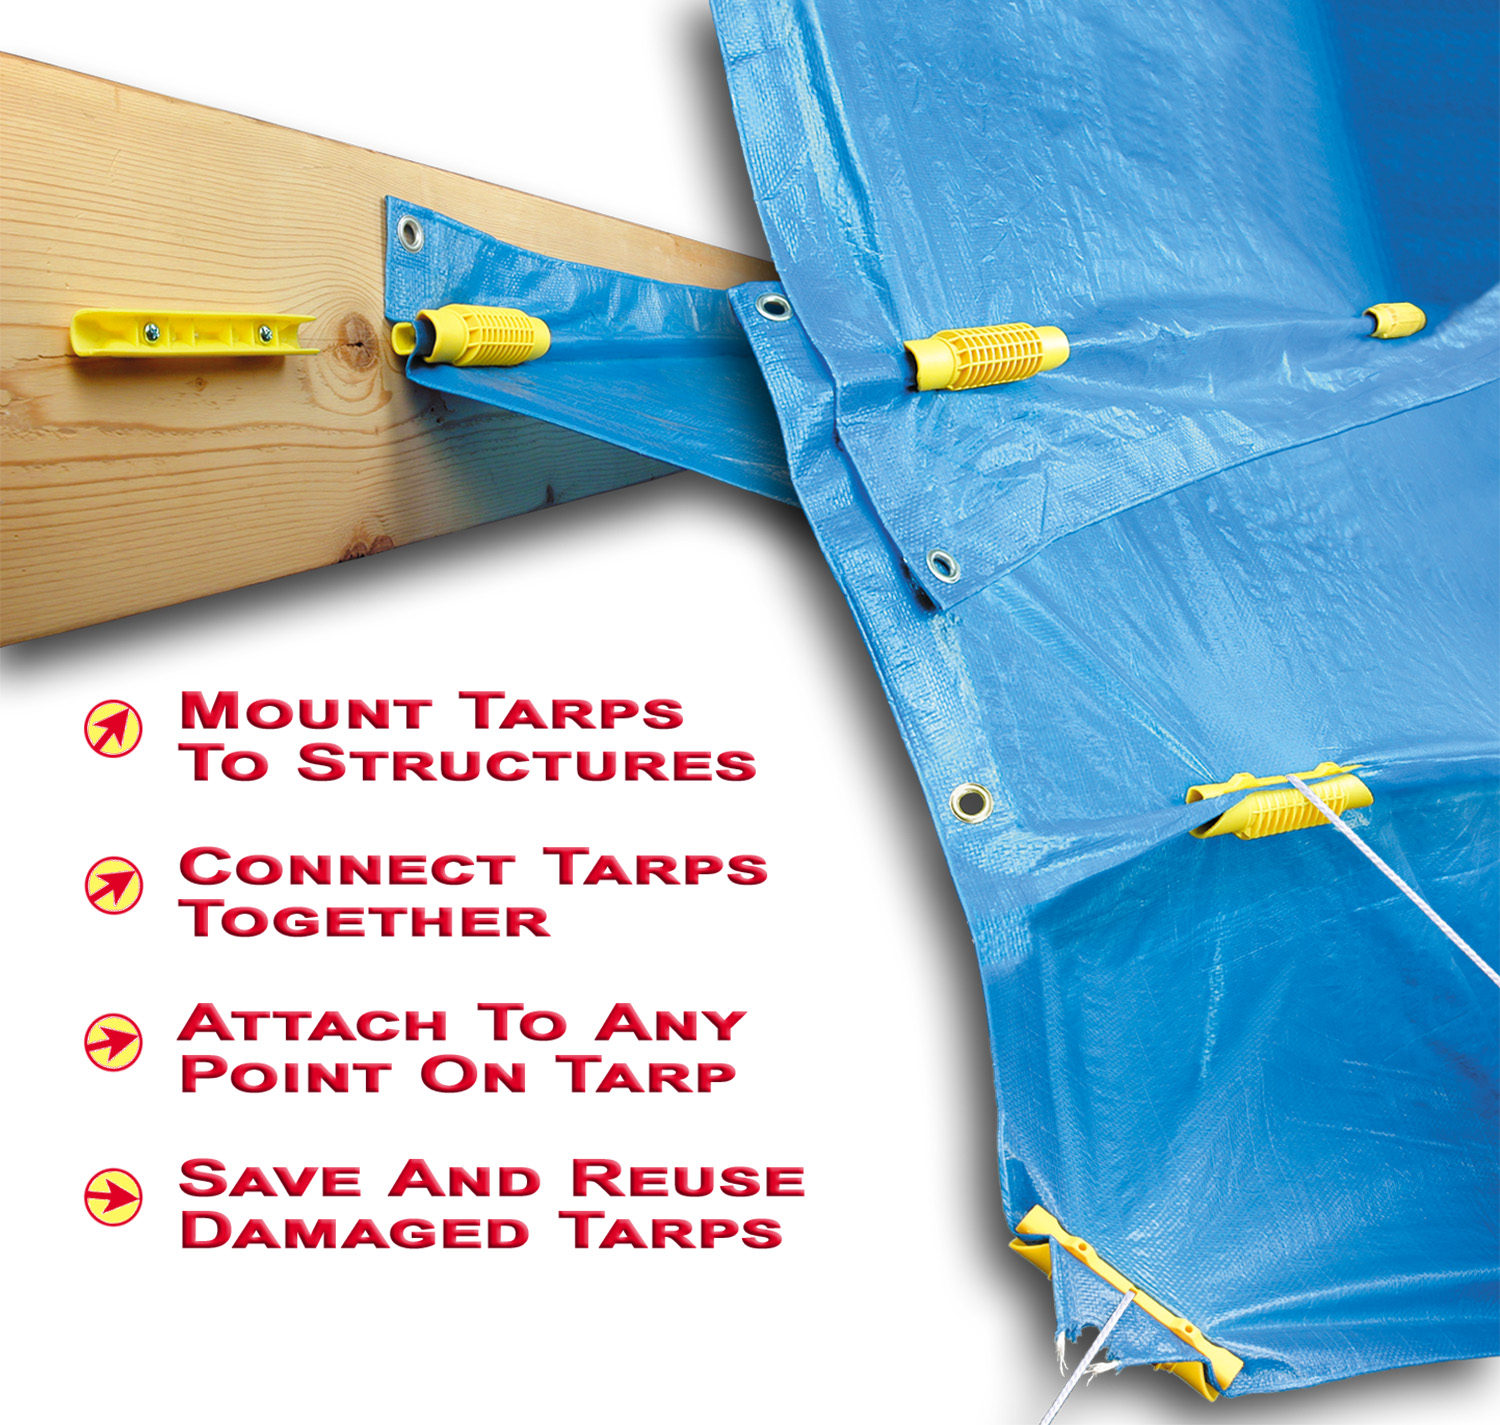 Mount Tarps
To Structures
Connect Tarps
Together
Attach To Any
Point On Tarp
Save And Reuse
Damaged Tarps